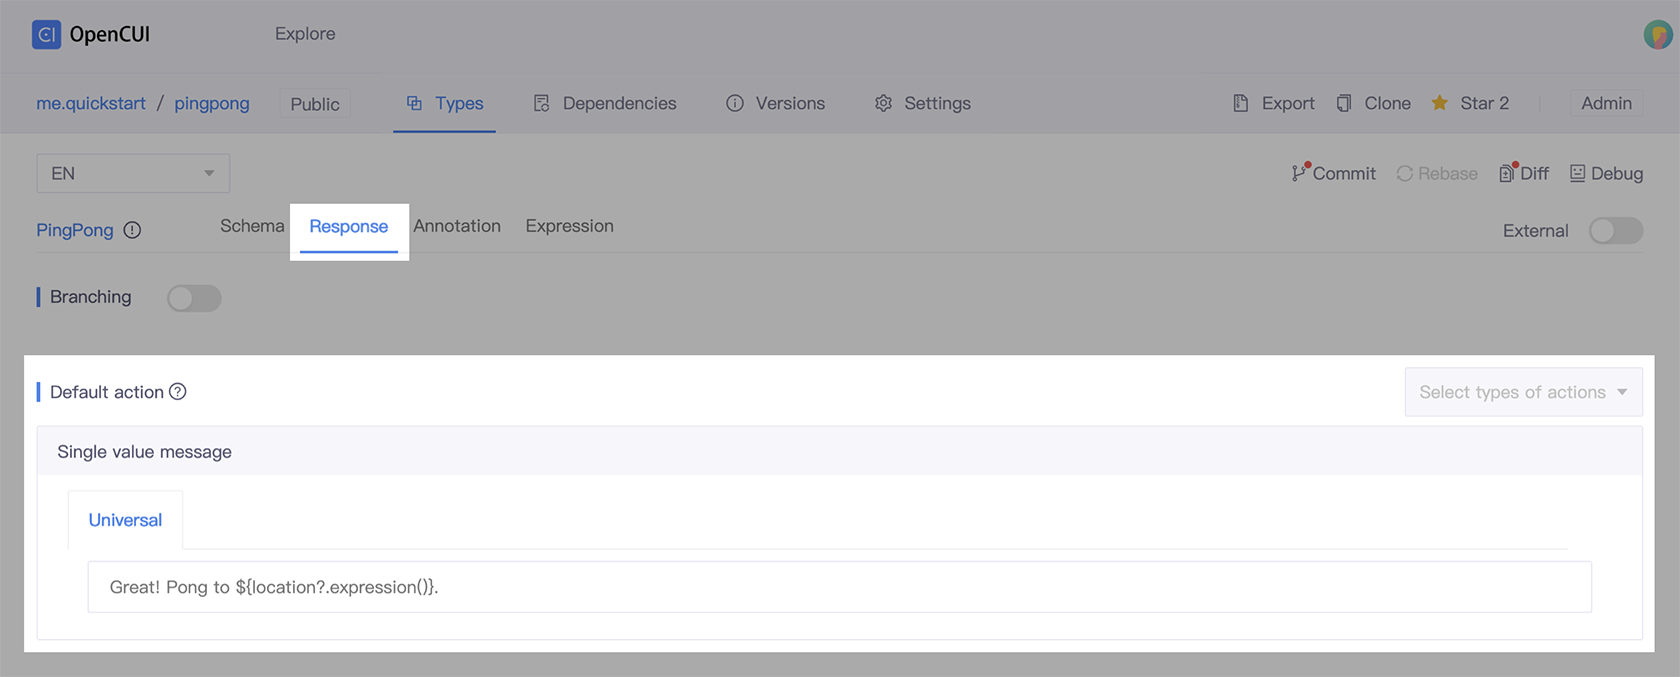 CI OpenCUI Explore
me.quickstart / pingpong Public Types Dependencies Versions Settings Export Clone Star 2 Admin
EN Commit Rebase Diff Debug
PingPong Schema Response Annotation Expression External
Branching
Default action Select types of actions
Single value message
Universal
Great! Pong to ${location?.expression()}.